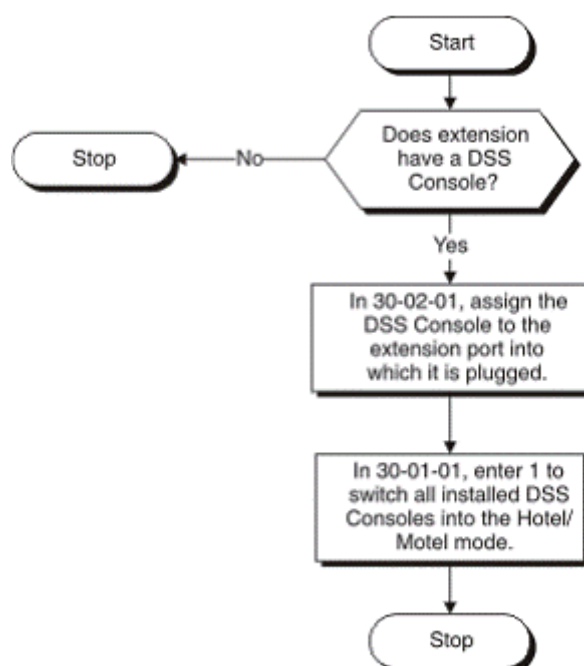 Start
Does extension
have a DSS
Console?
No
Stop
Yes
In 30-02-01, assign the
DSS Console to the
extension port into
which it is plugged.
In 30-01-01, enter 1 to
switch all installed DSS
Consoles into the Hotel/
Motel mode.
Stop